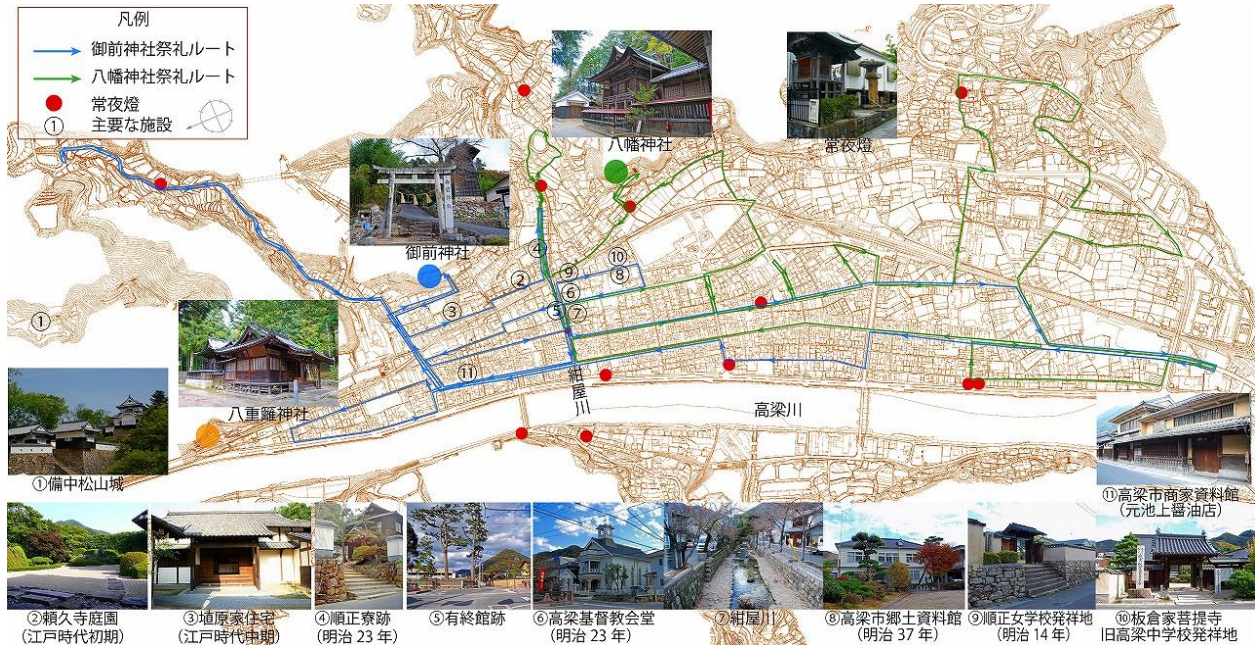 凡例
御前神社祭礼ルート
八幡神社祭礼ルート
常夜燈
① 主要な施設
八幡神社
常夜燈
御前神社
八重籬神社
①
②
③
④
⑤
⑥
⑦
⑧
⑨
⑩
⑪
紺屋川
高梁川
①備中松山城
⑪高梁市商家資料館
(元池上醤油店)
②頼久寺庭園
(江戸時代初期)
③埴原家住宅
(江戸時代中期)
④順正寮跡
(明治 23 年)
⑤有終館跡
⑥高梁基督教会堂
(明治 23 年)
⑦紺屋川
⑧高梁市郷土資料館
(明治 37 年)
⑨順正女学校発祥地
(明治 14 年)
⑩板倉家菩提寺
旧高梁中学校発祥地